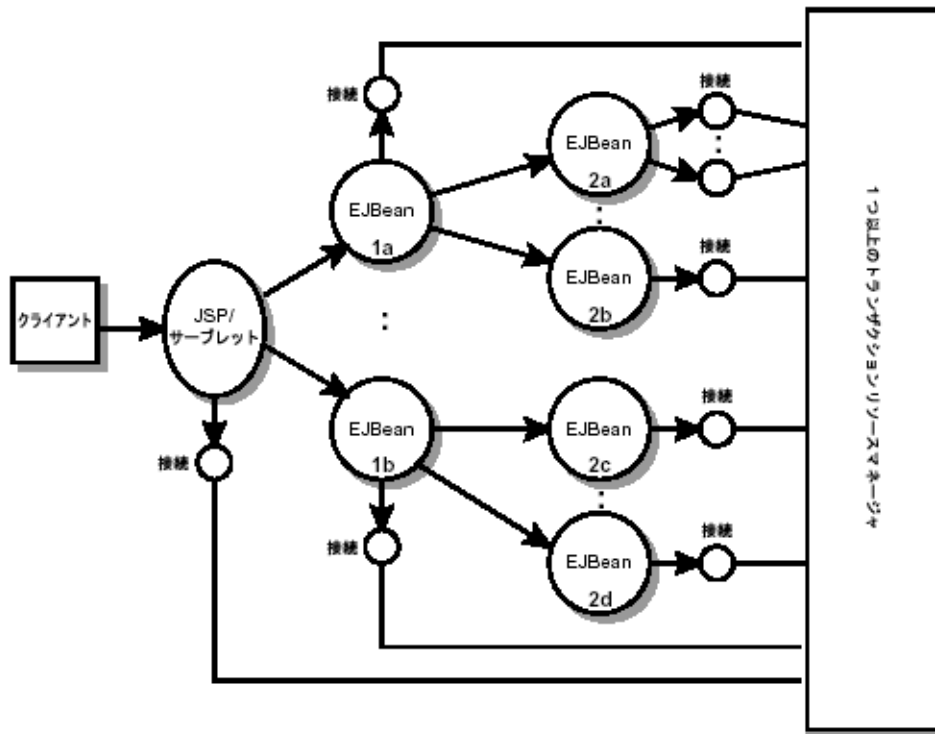 接続
接続
EJBean
2a
EJBean
1a
接続
EJBean
2b
クライアント
JSP/
サーブレット
接続
EJBean
1b
EJBean
2c
接続
接続
接続
EJBean
2d
1つ以上のトランザクションリソースマネージャ